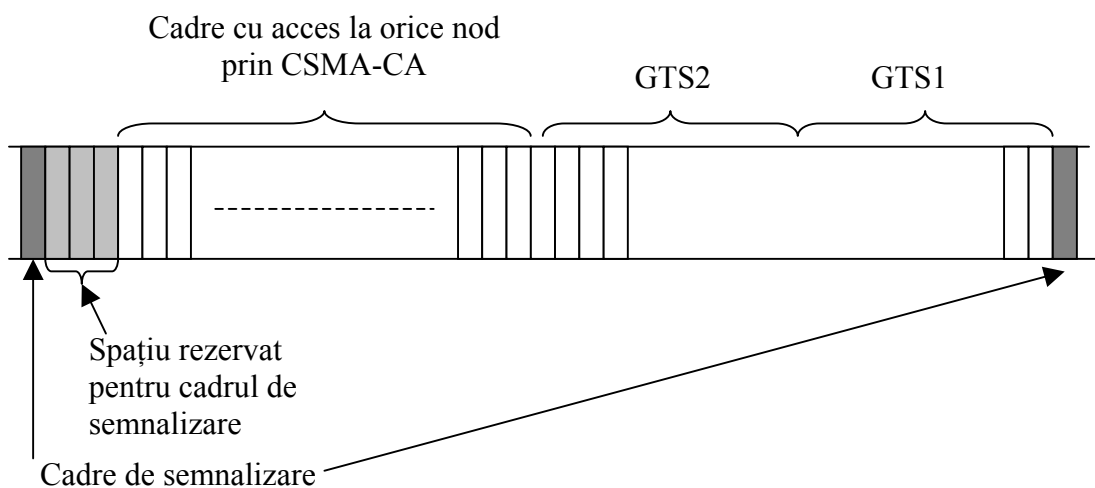 Cadre cu acces la orice nod
prin CSMA-CA
GTS2
GTS1
Spațiu rezervat
pentru cadrul de
semnalizare
Cadre de semnalizare